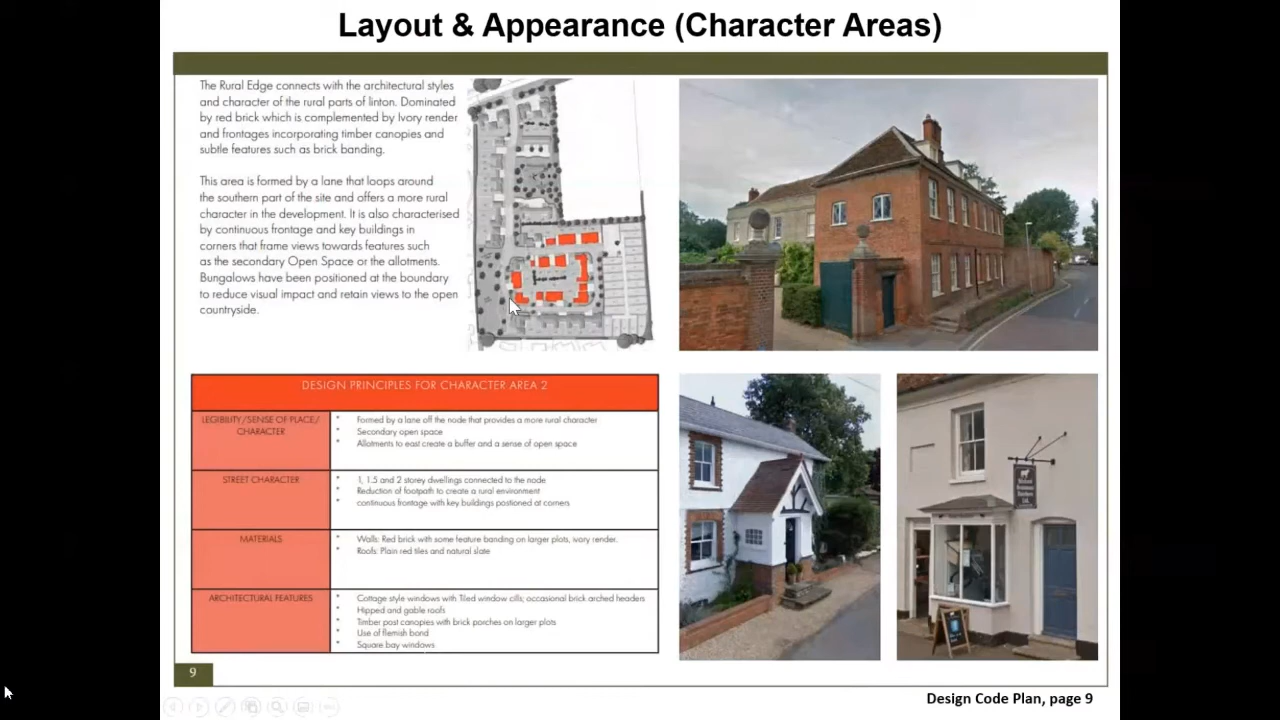 Layout & Appearance (Character Areas)
The Rural Edge connects with the architectural styles
and character of the rural parts of linton. Dominated
by red brick which is complemented by Ivory render
and frontages incorporating timber canopies and
subtle features such as brick banding.
This area is formed by a lane that loops around
the southern part of the site and offers a more rural
character in the development. It is also characterised
by continuous frontage and key buildings in
corners that frame views towards features such
as the secondary Open Space or the allotments.
Bungalows have been positioned at the boundary
to reduce visual impact and retain views to the open
countryside.
DESIGN PRINCIPLES FOR CHARACTER AREA 2
LEGIBILITY/SENSE OF PLACE/
CHARACTER
* Formed by a lane off the node that provides a more rural character
* Secondary open space
* Allotments to east create a buffer and a sense of open space
STREET CHARACTER
* 1, 1.5 and 2 storey dwellings connected to the node
* Reduction of footpath to create a rural environment
* continuous frontage with key buildings postioned at corners
MATERIALS
* Walls: Red brick with some feature banding on larger plots, ivory render.
* Roofs: Plain red tiles and natural slate
ARCHITECTURAL FEATURES
* Cottage style windows with Tiled window cills; occasional brick arched headers
* Hipped and gable roofs
* Timber post canopies with brick porches on larger plots
* Use of flemish bond
* Square bay windows
9
Design Code Plan, page 9